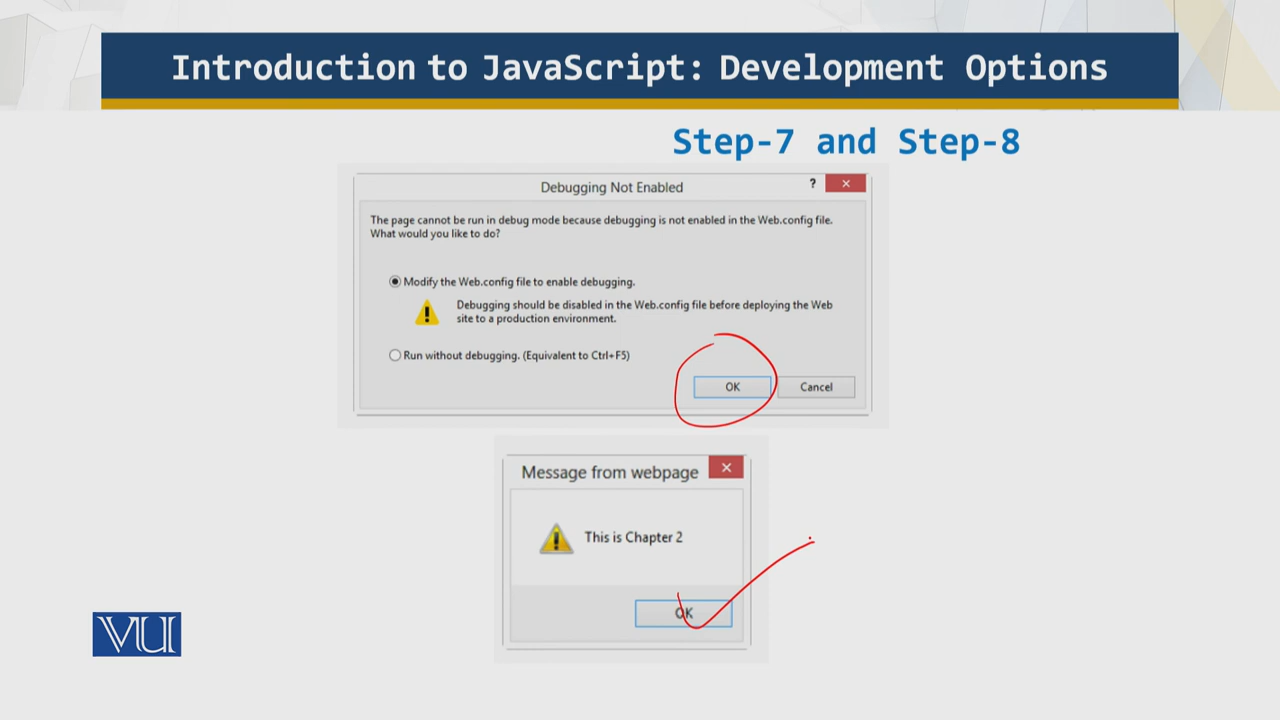 Introduction to JavaScript: Development Options
Step-7 and Step-8
Debugging Not Enabled
?
The page cannot be run in debug mode because debugging is not enabled in the Web.config file.
What would you like to do?
Modify the Web.config file to enable debugging.
Debugging should be disabled in the Web.config file before deploying the Web
site to a production environment.
Run without debugging. (Equivalent to Ctrl+F5)
OK
Cancel
Message from webpage
This is Chapter 2
OK
VU